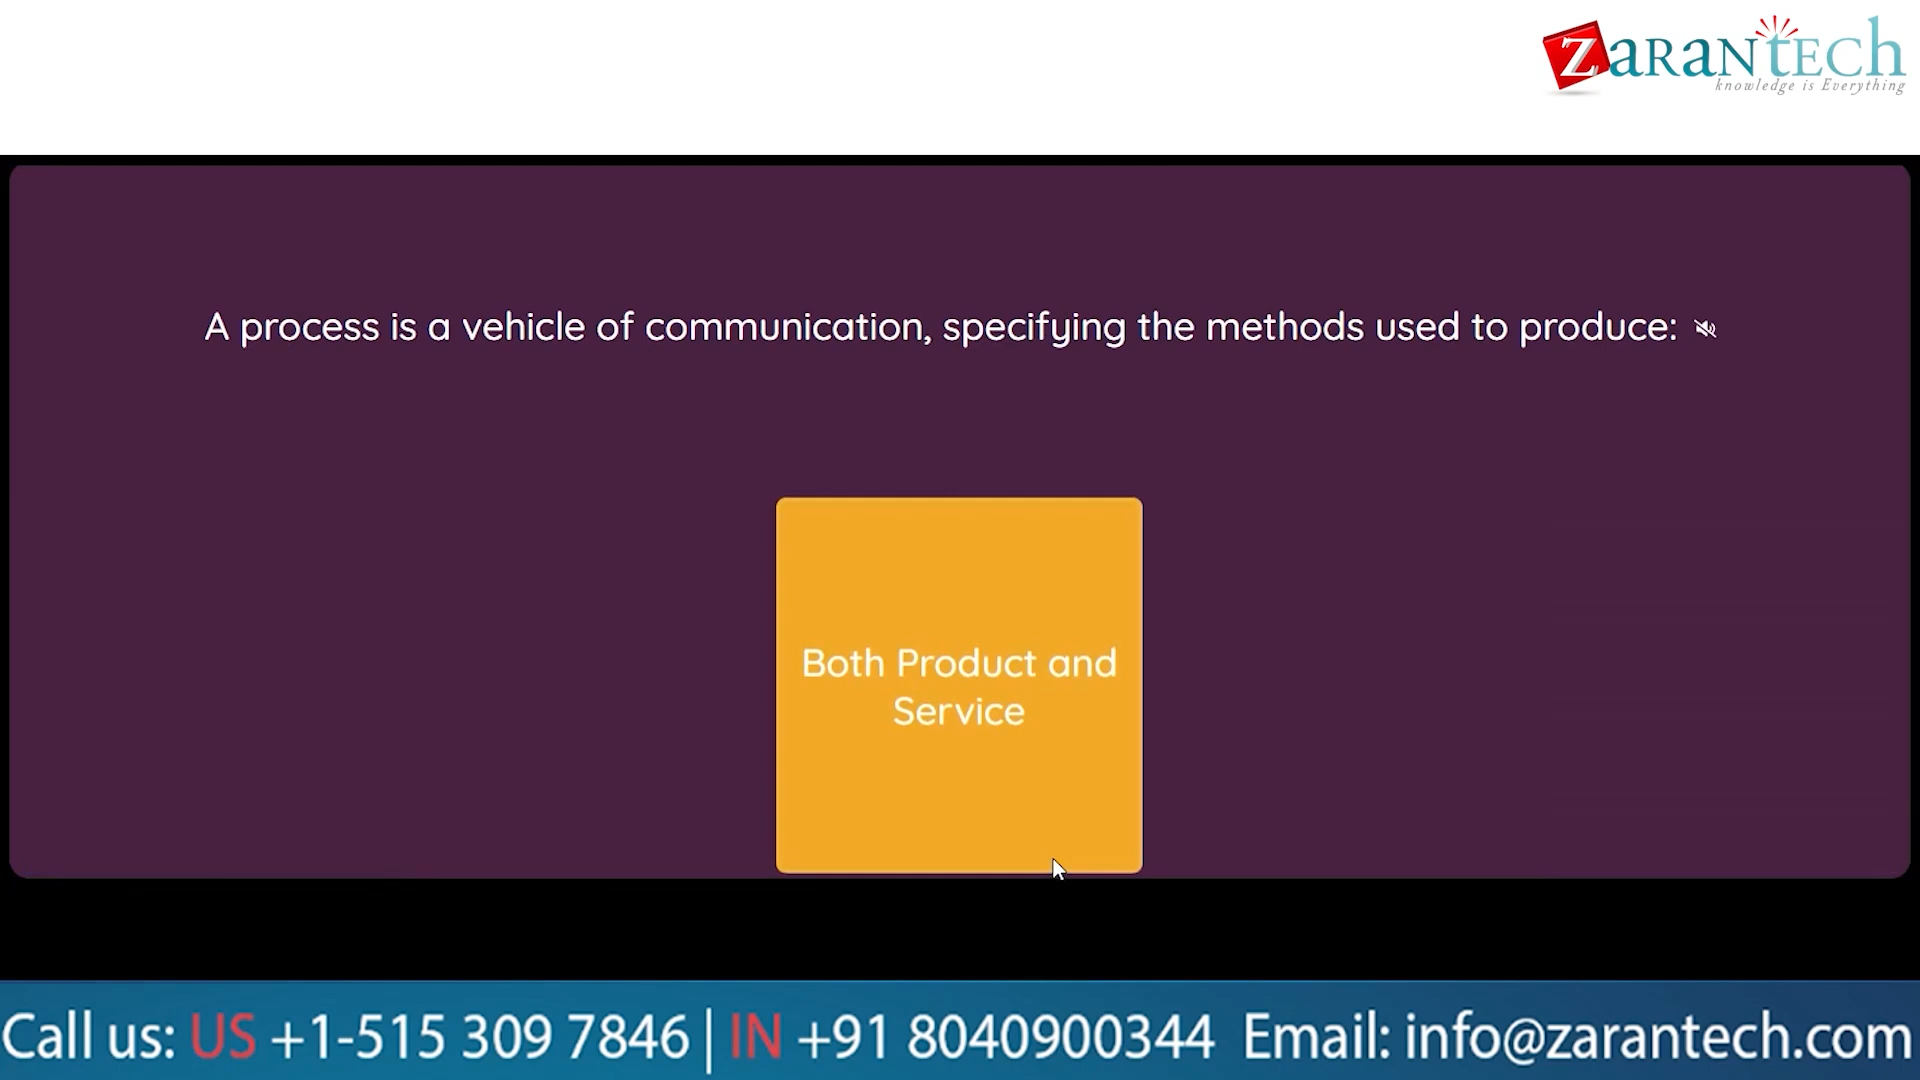 ZARANTECH
knowledge is Everything
A process is a vehicle of communication, specifying the methods used to produce:
Both Product and
Service
Call us: US +1-515 309 7846 | IN +91 8040900344 Email: info@zarantech.com